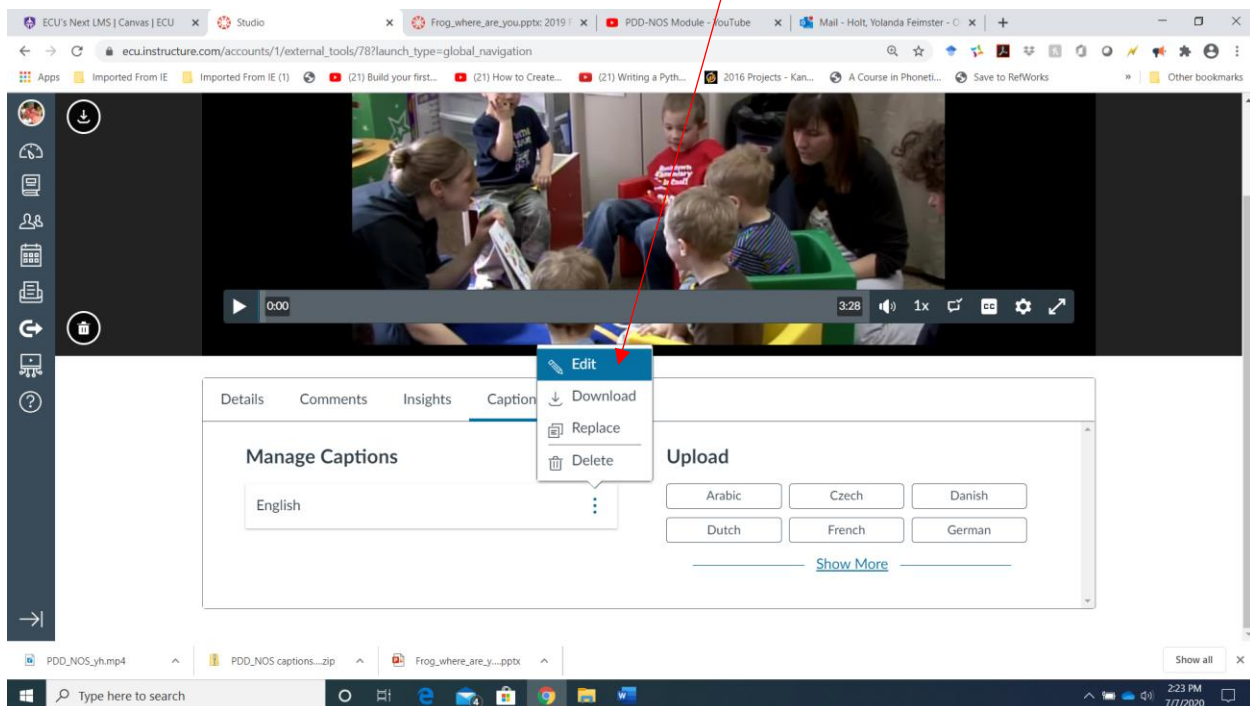 ECU's Next LMS | Canvas | ECU Studio Frog_where_are_you.pptx: 2019 F PDD-NOS Module - YouTube Mail - Holt, Yolanda Feimster - O
ecu.instructure.com/accounts/1/external_tools/78?launch_type=global_navigation
Apps Imported From IE Imported From IE (1) (21) Build your first... (21) How to Create... (21) Writing a Pyth... 2016 Projects - Kan... A Course in Phoneti... Save to RefWorks » Other bookmarks
0:00 3:28 1x CC
Edit
Download
Replace
Delete
Details Comments Insights Caption
Manage Captions
English
Upload
Arabic Czech Danish
Dutch French German
Show More
PDD_NOS_yh.mp4 PDD_NOS captions....zip Frog_where_are_y....pptx Show all
Type here to search
4
2:23 PM
7/7/2020